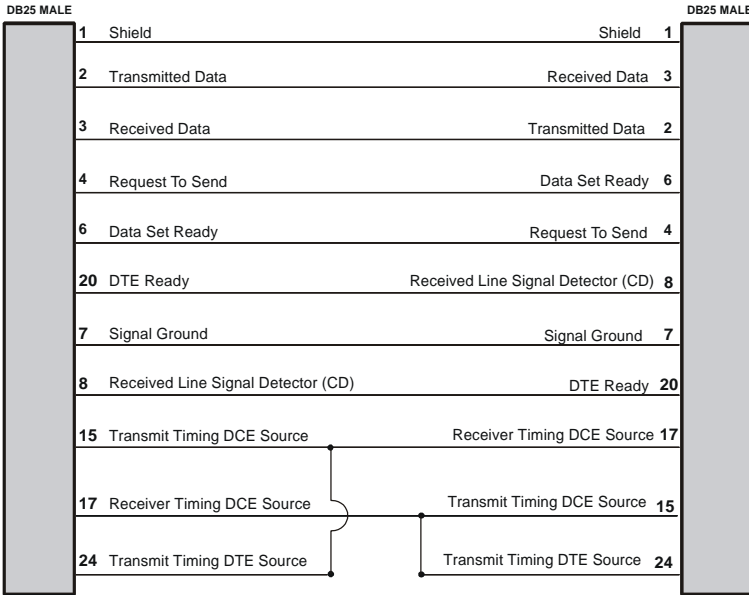 DB25 MALE DB25 MALE
1 Shield Shield 1
2 Transmitted Data Received Data 3
3 Received Data Transmitted Data 2
4 Request To Send Data Set Ready 6
6 Data Set Ready Request To Send 4
20 DTE Ready Received Line Signal Detector (CD) 8
7 Signal Ground Signal Ground 7
8 Received Line Signal Detector (CD) DTE Ready 20
15 Transmit Timing DCE Source Receiver Timing DCE Source 17
17 Receiver Timing DCE Source Transmit Timing DCE Source 15
24 Transmit Timing DTE Source Transmit Timing DTE Source 24